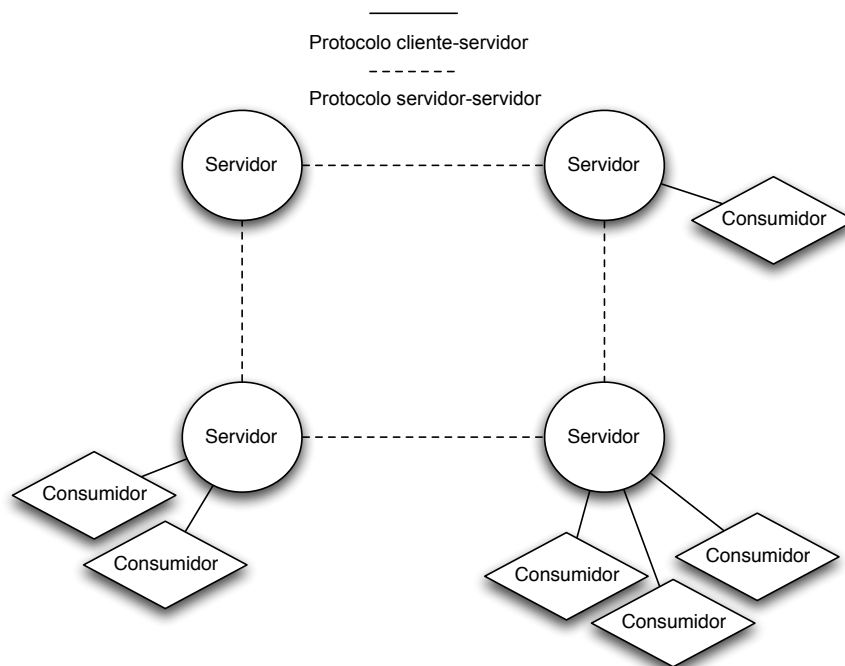 Protocolo cliente-servidor
Protocolo servidor-servidor
Servidor
Servidor
Consumidor
Servidor
Servidor
Consumidor
Consumidor
Consumidor
Consumidor
Consumidor